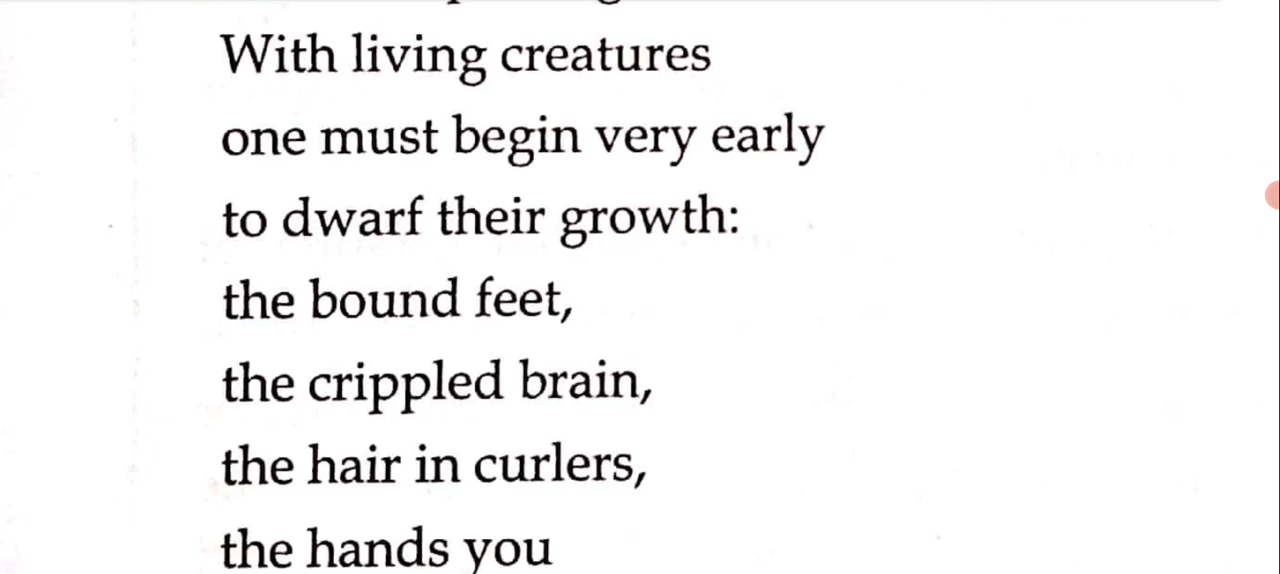 With living creatures
one must begin very early
to dwarf their growth:
the bound feet,
the crippled brain,
the hair in curlers,
the hands you